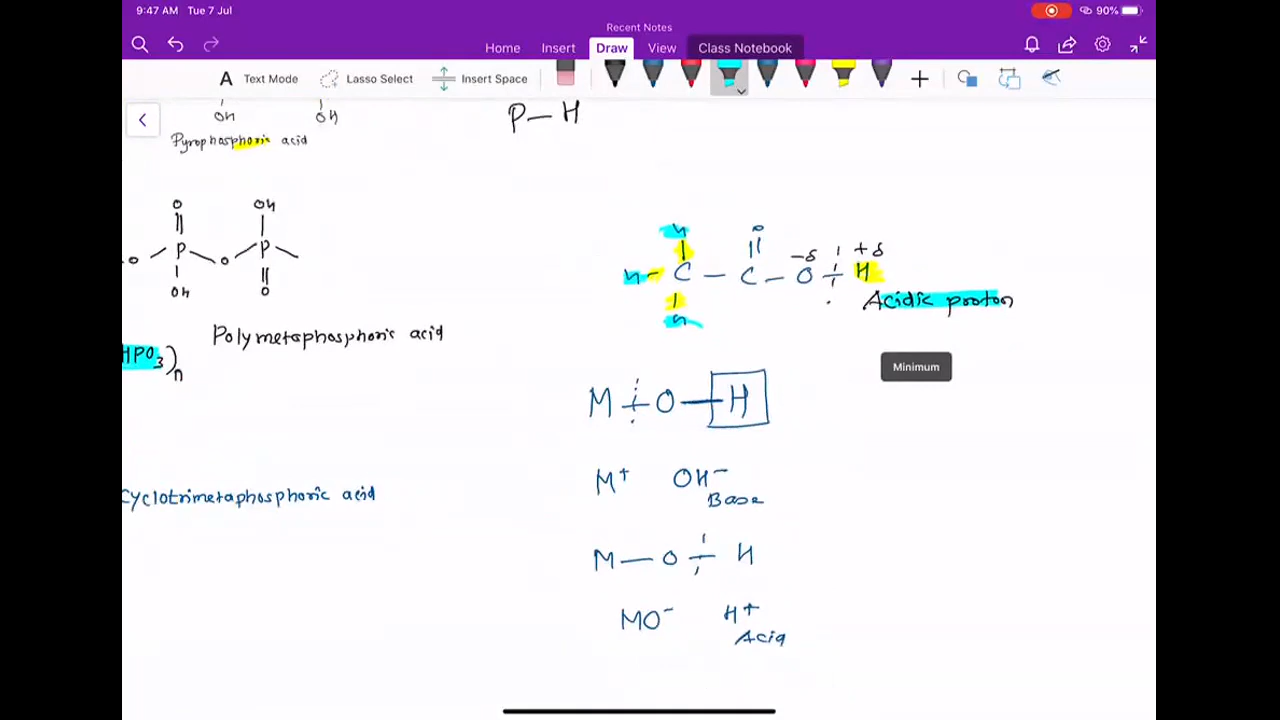 9:47 AM Tue 7 Jul
90%
Recent Notes
Home Insert Draw View Class Notebook
A Text Mode Lasso Select Insert Space
OH OH
Pyrophosphoric acid
P—H
O OH
O P O P
OH O
Polymetaphosphoric acid
HPO3)n
Cyclotrimetaphosphoric acid
H O
H C C O −δ H +δ
H
Acidic proton
Minimum
M O H
M+ OH−
Base
M O H
MO− H+
Acid